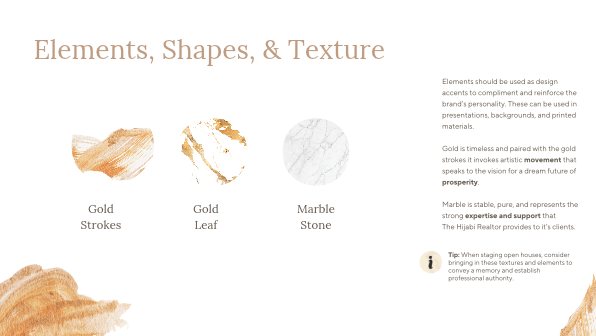 Elements, Shapes, & Texture
Elements should be used as design
accents to compliment and reinforce the
brand's personality. These can be used in
presentations, backgrounds, and printed
materials.
Gold is timeless and paired with the gold
strokes it invokes artistic movement that
speaks to the vision for a dream future of
prosperity.
Marble is stable, pure, and represents the
strong expertise and support that
The Hijabi Realtor provides to it's clients.
Gold
Strokes
Gold
Leaf
Marble
Stone
i
Tip: When staging open houses, consider
bringing in these textures and elements to
convey a memory and establish
professional authority.